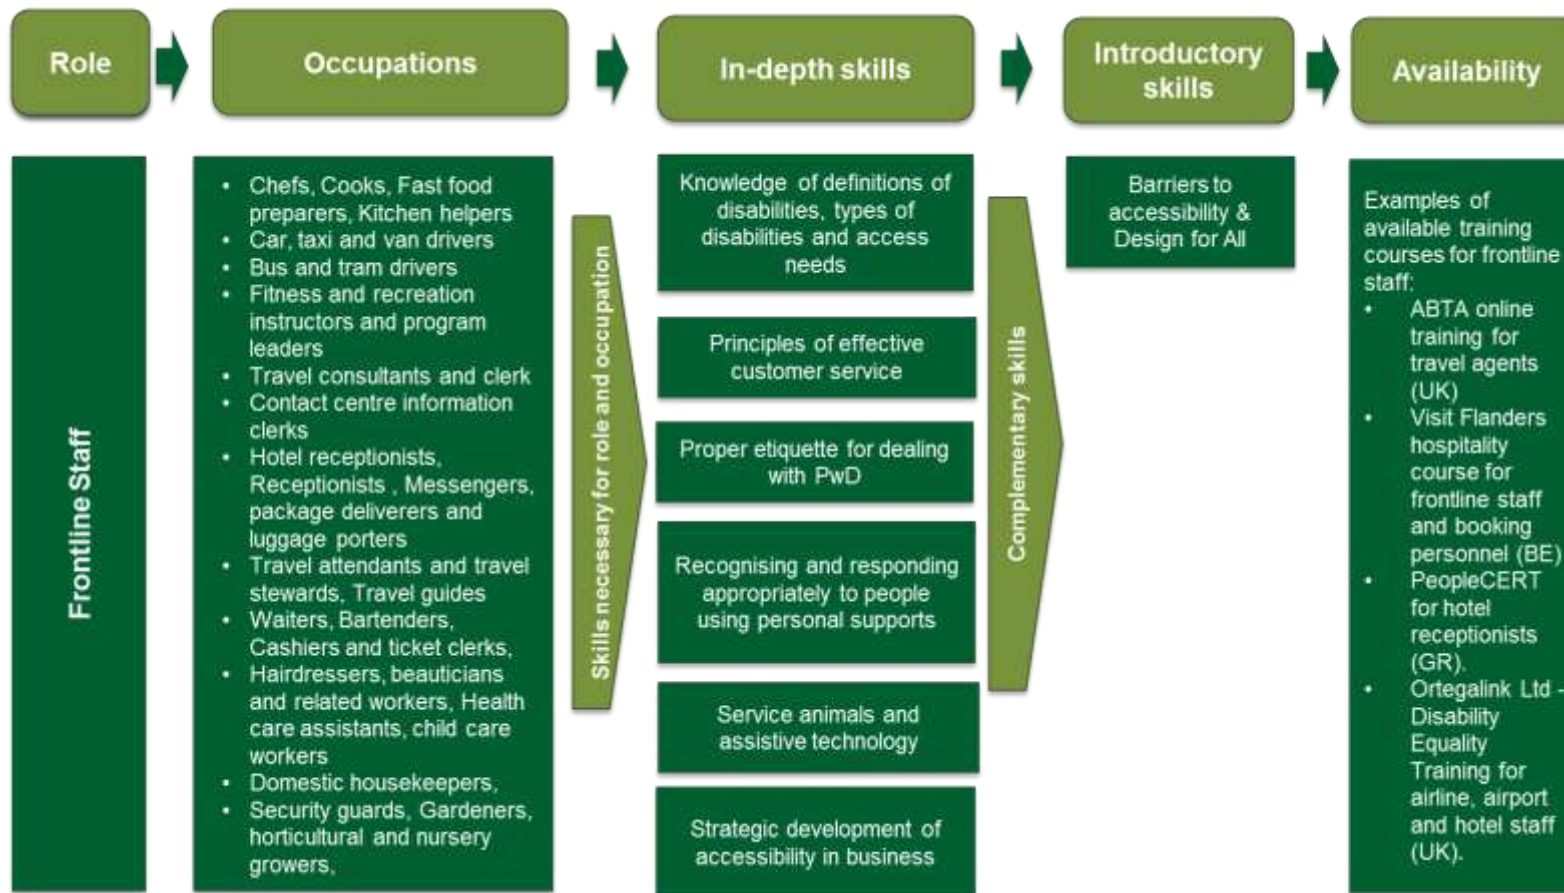 Role
Occupations
In-depth skills
Introductory
skills
Availability
Frontline Staff
• Chefs, Cooks, Fast food
preparers, Kitchen helpers
• Car, taxi and van drivers
• Bus and tram drivers
• Fitness and recreation
instructors and program
leaders
• Travel consultants and clerk
• Contact centre information
clerks
• Hotel receptionists,
Receptionists , Messengers,
package deliverers and
luggage porters
• Travel attendants and travel
stewards, Travel guides
• Waiters, Bartenders,
Cashiers and ticket clerks,
• Hairdressers, beauticians
and related workers, Health
care assistants, child care
workers
• Domestic housekeepers,
• Security guards, Gardeners,
horticultural and nursery
growers,
Skills necessary for role and occupation
Knowledge of definitions of
disabilities, types of
disabilities and access
needs
Principles of effective
customer service
Proper etiquette for dealing
with PwD
Recognising and responding
appropriately to people
using personal supports
Service animals and
assistive technology
Strategic development of
accessibility in business
Complementary skills
Barriers to
accessibility &
Design for All
Examples of
available training
courses for frontline
staff:
• ABTA online
training for
travel agents
(UK)
• Visit Flanders
hospitality
course for
frontline staff
and booking
personnel (BE)
• PeopleCERT
for hotel
receptionists
(GR).
• Ortegalink Ltd -
Disability
Equality
Training for
airline, airport
and hotel staff
(UK).